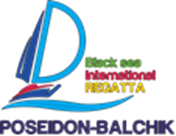 Black sea
International
REGATTA
POSEIDON-BALCHIK